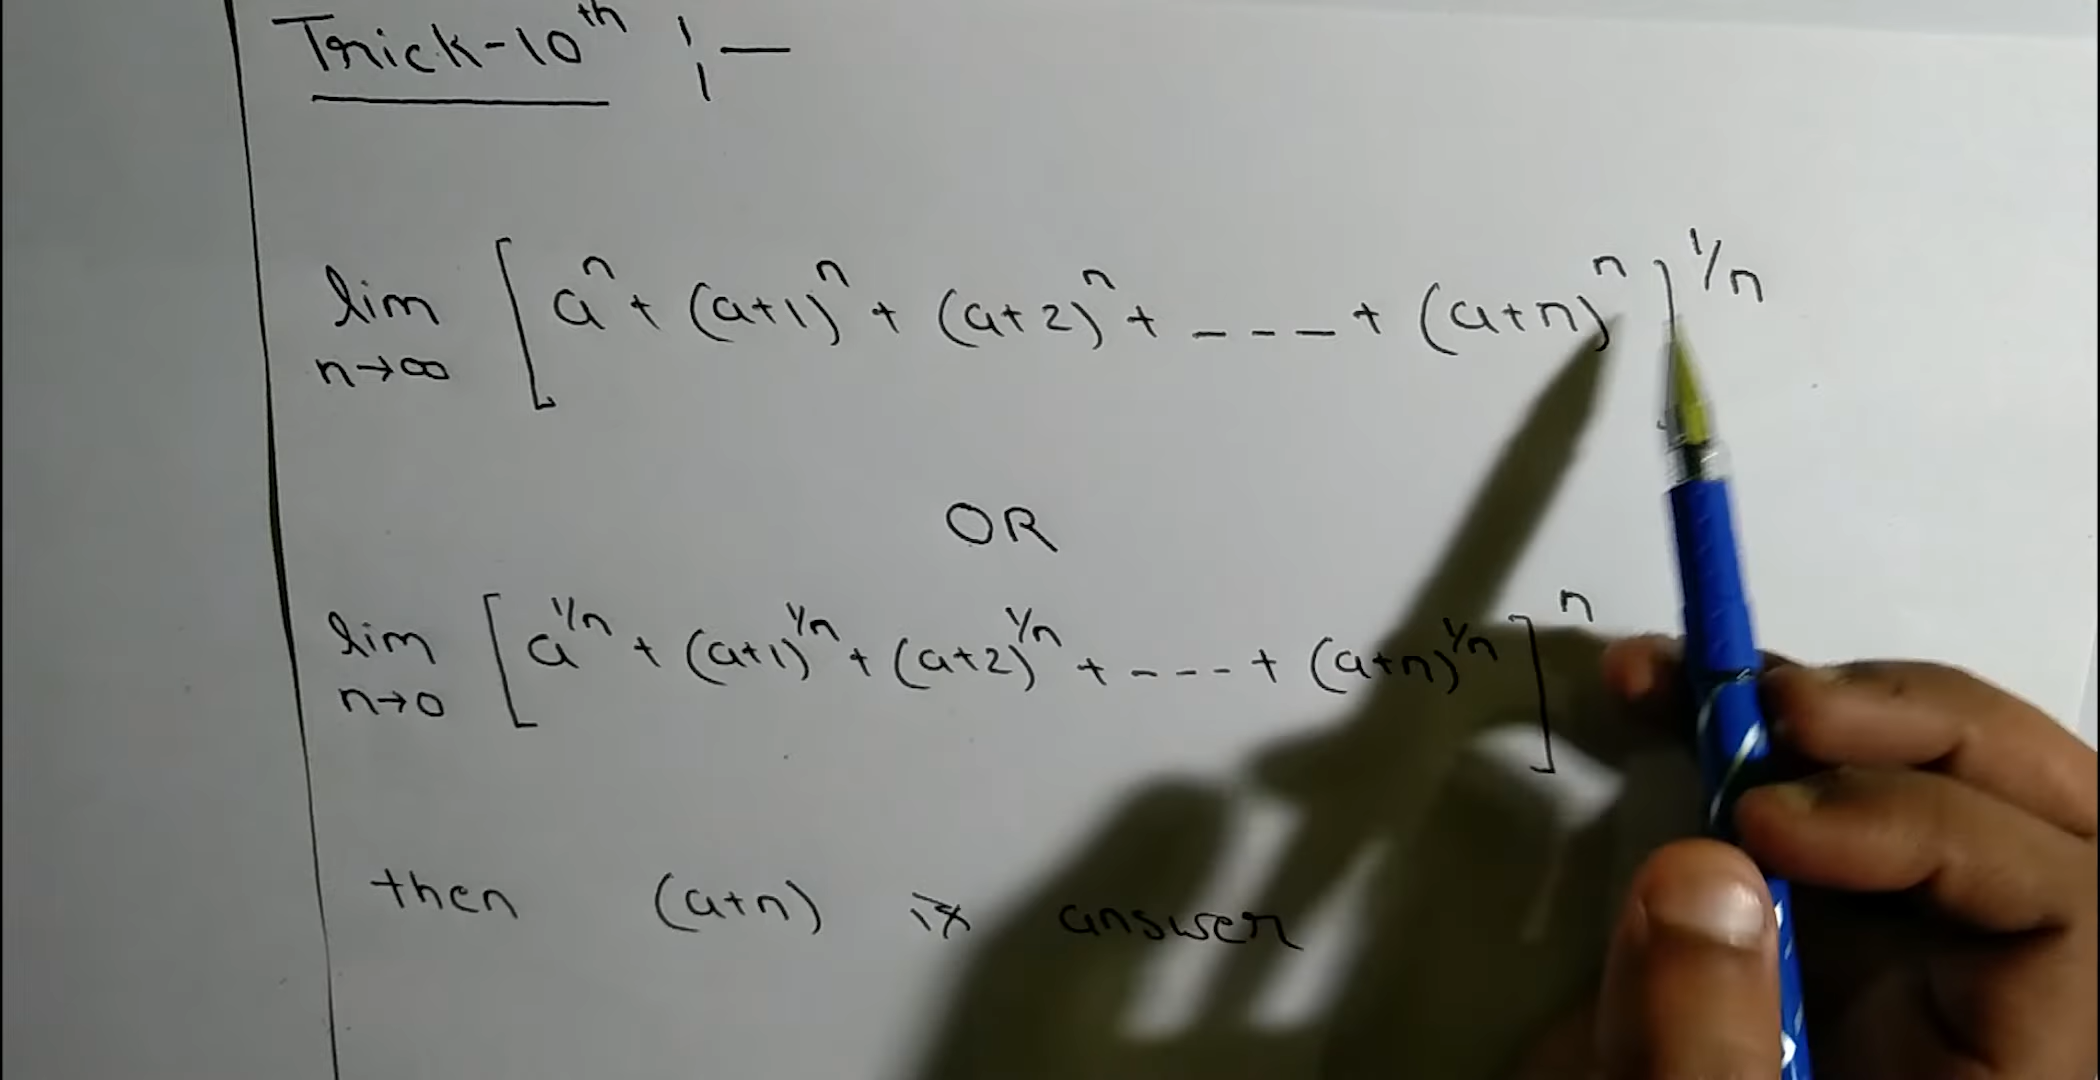 Trick-10th :-
lim n→∞ [ a^n + (a+1)^n + (a+2)^n + ---- + (a+n)^n ]^1/n
OR
lim n→0 [ a^1/n + (a+1)^1/n + (a+2)^1/n + ---- + (a+n)^1/n ]^n
then (a+n) is answer